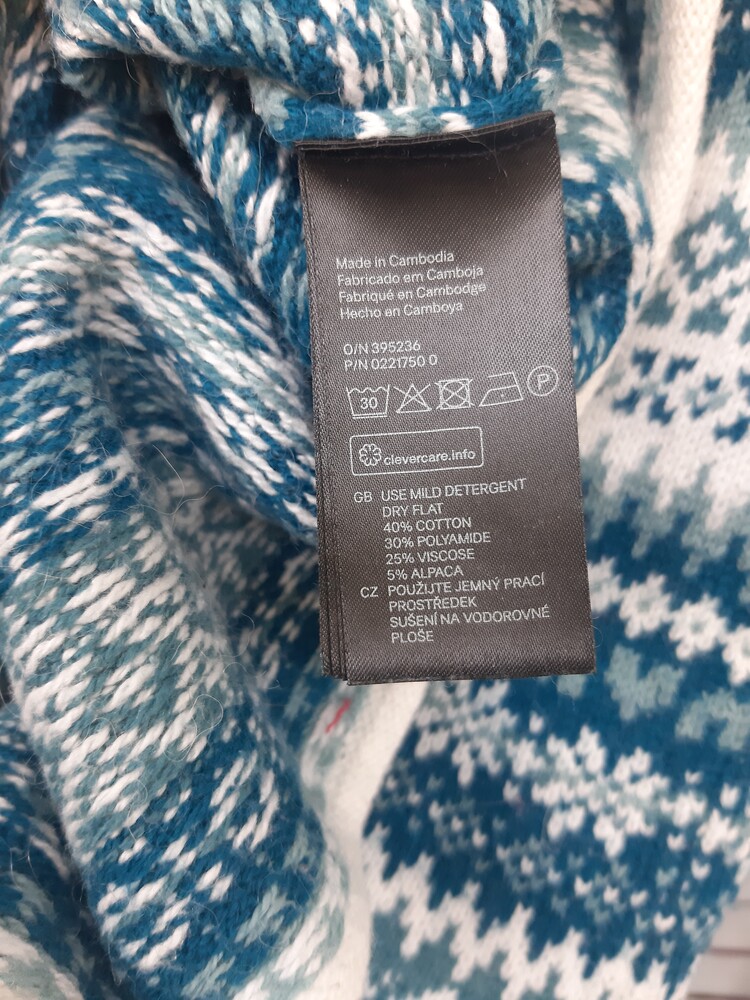 Made in Cambodia
Fabricado em Camboja
Fabriqué en Cambodge
Hecho en Camboya
O/N 395236
P/N 0221750 0
30 P
clevercare.info
GB USE MILD DETERGENT
DRY FLAT
40% COTTON
30% POLYAMIDE
25% VISCOSE
5% ALPACA
CZ POUŽIJTE JEMNÝ PRACÍ
PROSTŘEDEK
SUŠENÍ NA VODOROVNÉ
PLOŠE